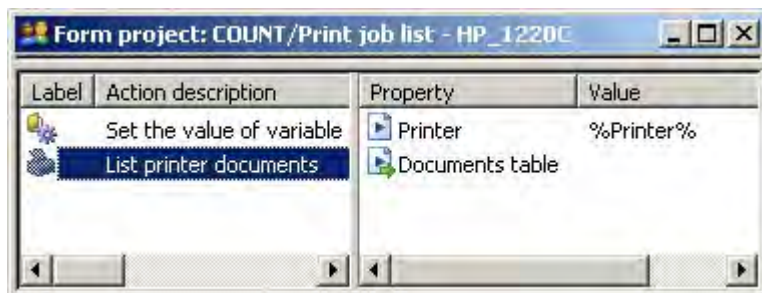 Form project: COUNT/Print job list - HP_1220C
Label Action description Property Value
Set the value of variable Printer %Printer%
List printer documents Documents table